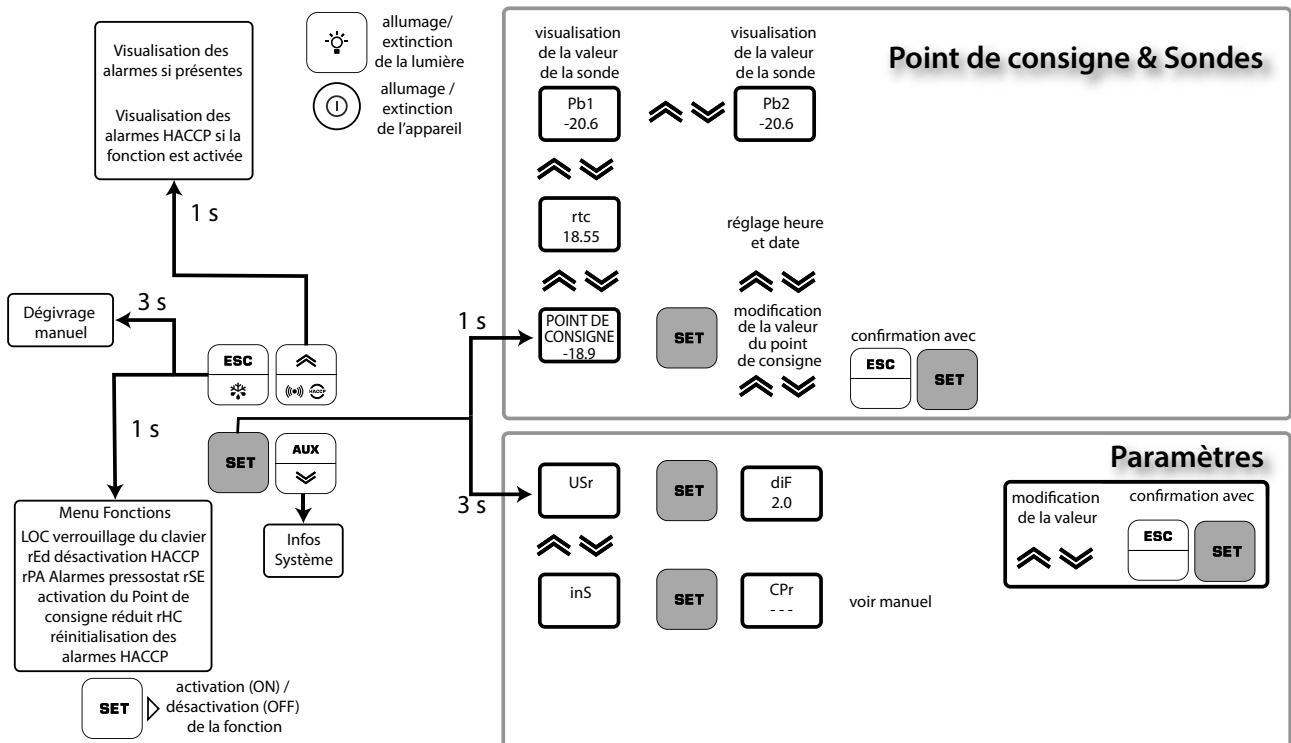 Visualisation des
alarmes si présentes
Visualisation des
alarmes HACCP si la
fonction est activée
allumage/
extinction
de la lumière
allumage /
extinction
de l'appareil
1 s
3 s
Dégivrage
manuel
ESC
HACCP
1 s
SET
AUX
Menu Fonctions
LOC verrouillage du clavier
rEd désactivation HACCP
rPA Alarmes pressostat rSE
activation du Point de
consigne réduit rHC
réinitialisation des
alarmes HACCP
Infos
Système
SET
activation (ON) /
désactivation (OFF)
de la fonction
1 s
3 s
Point de consigne & Sondes
visualisation
de la valeur
de la sonde
visualisation
de la valeur
de la sonde
Pb1
-20.6
Pb2
-20.6
rtc
18.55
réglage heure
et date
POINT DE
CONSIGNE
-18.9
SET
modification
de la valeur
du point
de consigne
confirmation avec
ESC
SET
Paramètres
USr
SET
diF
2.0
inS
SET
CPr
- - -
voir manuel
modification
de la valeur
confirmation avec
ESC
SET